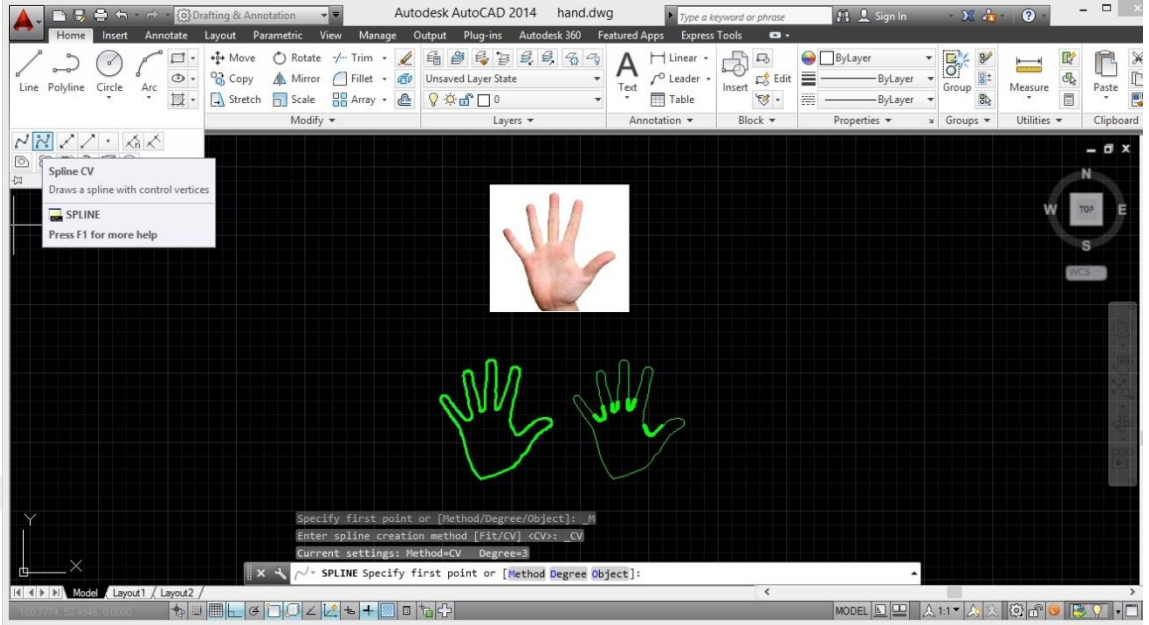 Drafting & Annotation
Autodesk AutoCAD 2014 hand.dwg
Type a keyword or phrase
Sign In
Home Insert Annotate Layout Parametric View Manage Output Plug-ins Autodesk 360 Featured Apps Express Tools
Move Rotate Trim
Unsaved Layer State
Linear
ByLayer
Copy Mirror Fillet
Leader
Edit
ByLayer
Line Polyline Circle Arc
Text
Insert
Group
Measure
Paste
Stretch Scale Array
0
Table
ByLayer
Modify
Layers
Annotation
Block
Properties
Groups
Utilities
Clipboard
Spline CV
Draws a spline with control vertices
SPLINE
Press F1 for more help
N
W TOP E
S
WCS
Y
X
Specify first point or [Method/Degree/Object]: _M
Enter spline creation method [Fit/CV] <CV>: _CV
Current settings: Method=CV Degree=3
SPLINE Specify first point or [Method Degree Object]:
Model Layout1 Layout2
MODEL 1:1